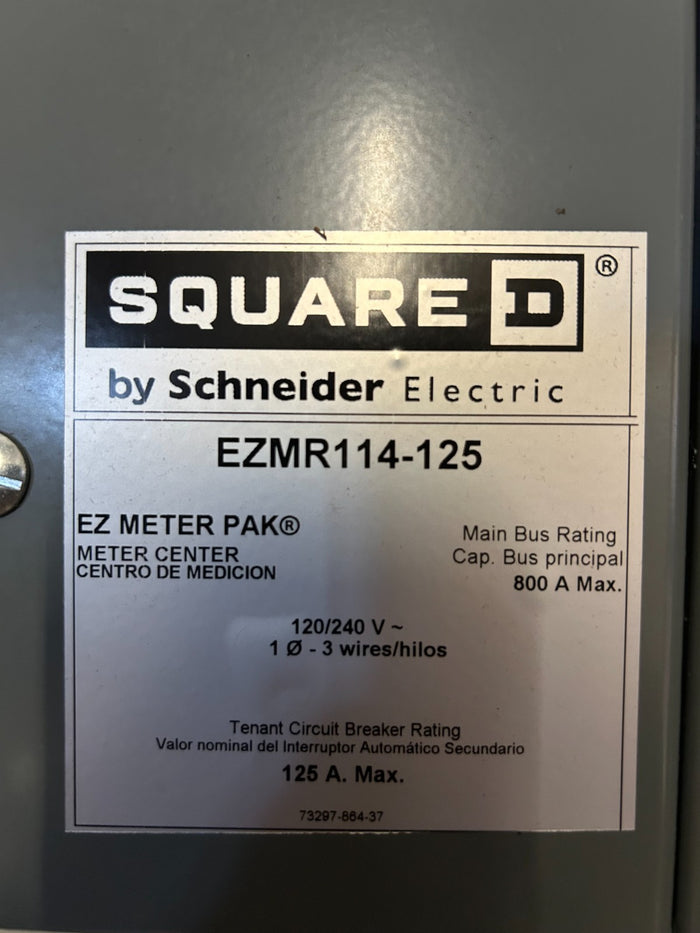 SQUARE D ®
by Schneider Electric
EZMR114-125
EZ METER PAK®
METER CENTER
CENTRO DE MEDICION
Main Bus Rating
Cap. Bus principal
800 A Max.
120/240 V ~
1 Ø - 3 wires/hilos
Tenant Circuit Breaker Rating
Valor nominal del Interruptor Automático Secundario
125 A. Max.
73297-864-37